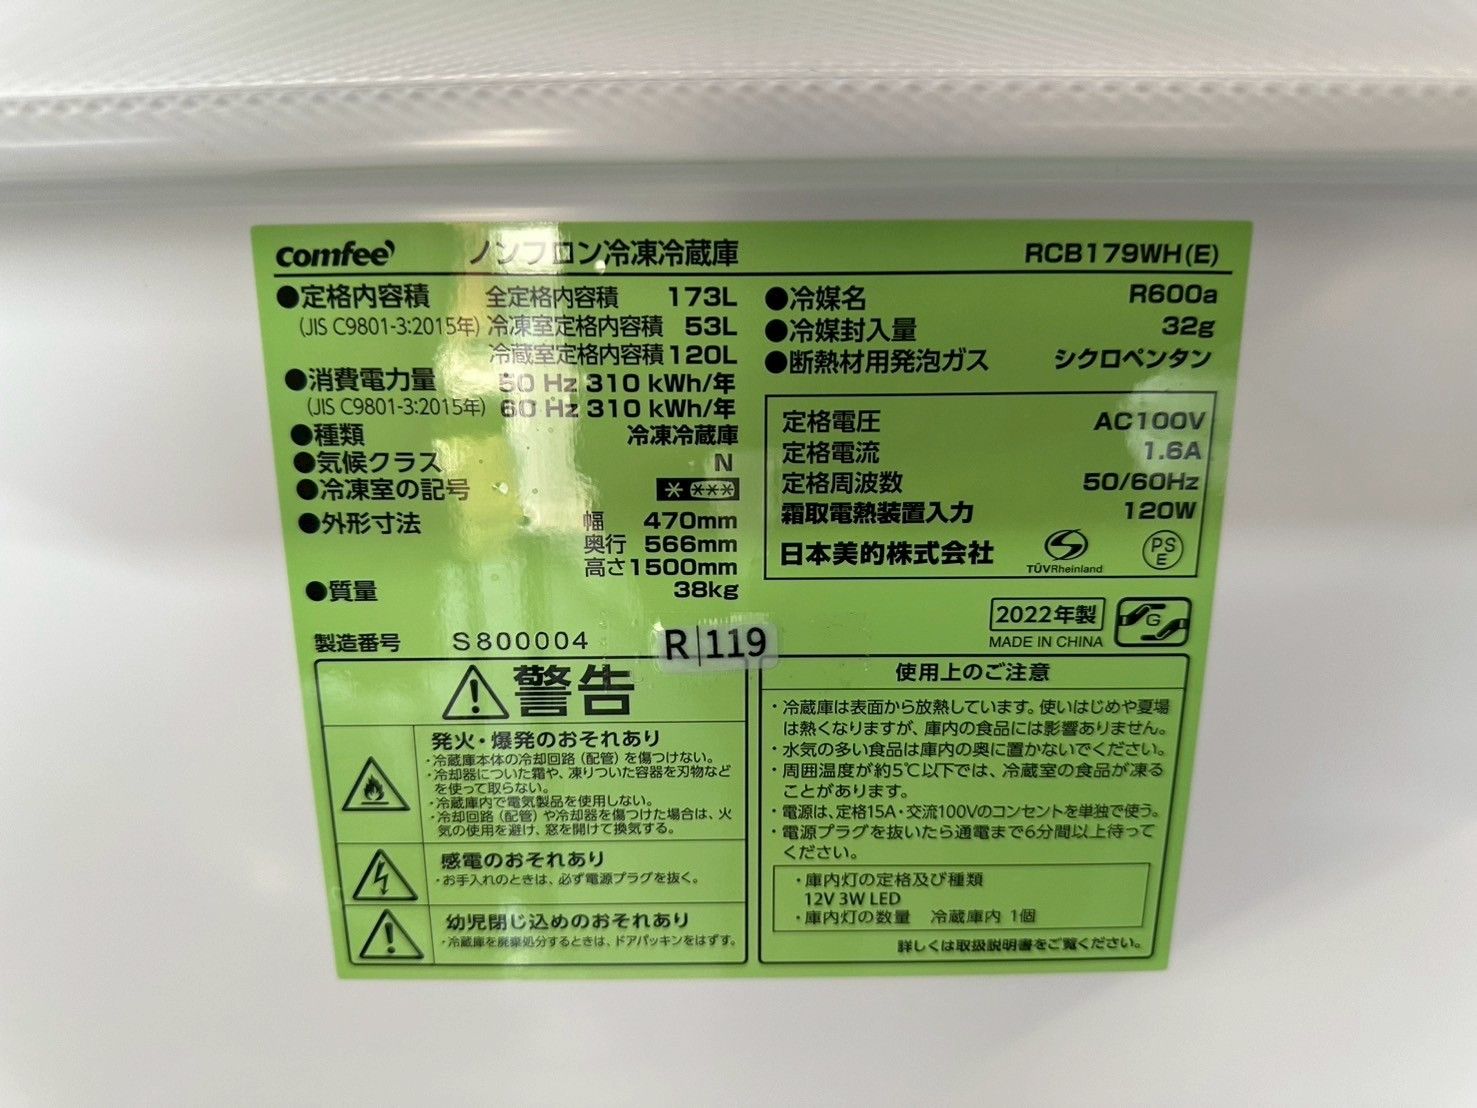 comfee' ノンフロン冷凍冷蔵庫 RCB179WH(E)
●定格内容積 全定格内容積 173L
(JIS C9801-3:2015年) 冷凍室定格内容積 53L
冷蔵室定格内容積 120L
●消費電力量 50 Hz 310 kWh/年
(JIS C9801-3:2015年) 60 Hz 310 kWh/年
●種類 冷凍冷蔵庫
●気候クラス N
●冷凍室の記号 * ***
●外形寸法 幅 470mm
奥行 566mm
高さ 1500mm
●質量 38kg
製造番号 S800004
R|119
●冷媒名 R600a
●冷媒封入量 32g
●断熱材用発泡ガス シクロペンタン
定格電圧 AC100V
定格電流 1.6A
定格周波数 50/60Hz
霜取電熱装置入力 120W
日本美的株式会社 TÜVRheinland PS E
2022年製 G
MADE IN CHINA
警告
発火・爆発のおそれあり
・冷蔵庫本体の冷却回路（配管）を傷つけない。
・冷却器についた霜や、凍りついた容器を刃物など
を使って取らない。
・冷蔵庫内で電気製品を使用しない。
・冷却回路（配管）や冷却器を傷つけた場合は、火
気の使用を避け、窓を開けて換気する。
感電のおそれあり
・お手入れのときは、必ず電源プラグを抜く。
幼児閉じ込めのおそれあり
・冷蔵庫を廃棄処分するときは、ドアパッキンをはずす。
使用上のご注意
・冷蔵庫は表面から放熱しています。使いはじめや夏場
は熱くなりますが、庫内の食品には影響ありません。
・水気の多い食品は庫内の奥に置かないでください。
・周囲温度が約5℃以下では、冷蔵室の食品が凍る
ことがあります。
・電源は、定格15A・交流100Vのコンセントを単独で使う。
・電源プラグを抜いたら通電まで6分間以上待って
ください。
・庫内灯の定格及び種類
12V 3W LED
・庫内灯の数量 冷蔵庫内 1個
詳しくは取扱説明書をご覧ください。